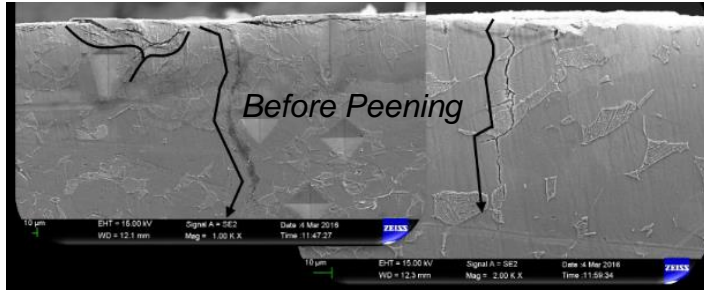 Before Peening
10 µm
EHT = 15.00 kV Signal A = SE2 Date :4 Mar 2016
WD = 12.1 mm Mag = 1.00 K X Time :11:47:27
ZEISS
10 µm
EHT = 15.00 kV Signal A = SE2 Date :4 Mar 2016
WD = 12.3 mm Mag = 2.00 K X Time :11:59:34
ZEISS